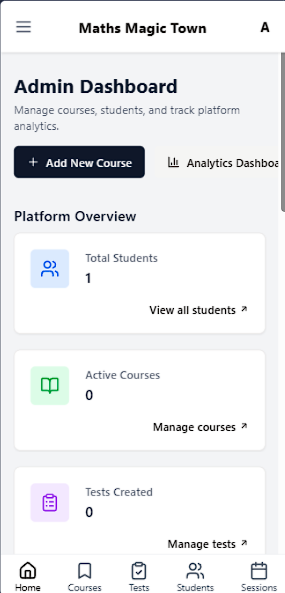 Maths Magic Town
A
Admin Dashboard
Manage courses, students, and track platform
analytics.
+ Add New Course
Analytics Dashboa
Platform Overview
Total Students
1
View all students ↗
Active Courses
0
Manage courses ↗
Tests Created
0
Manage tests ↗
Home Courses Tests Students Sessions